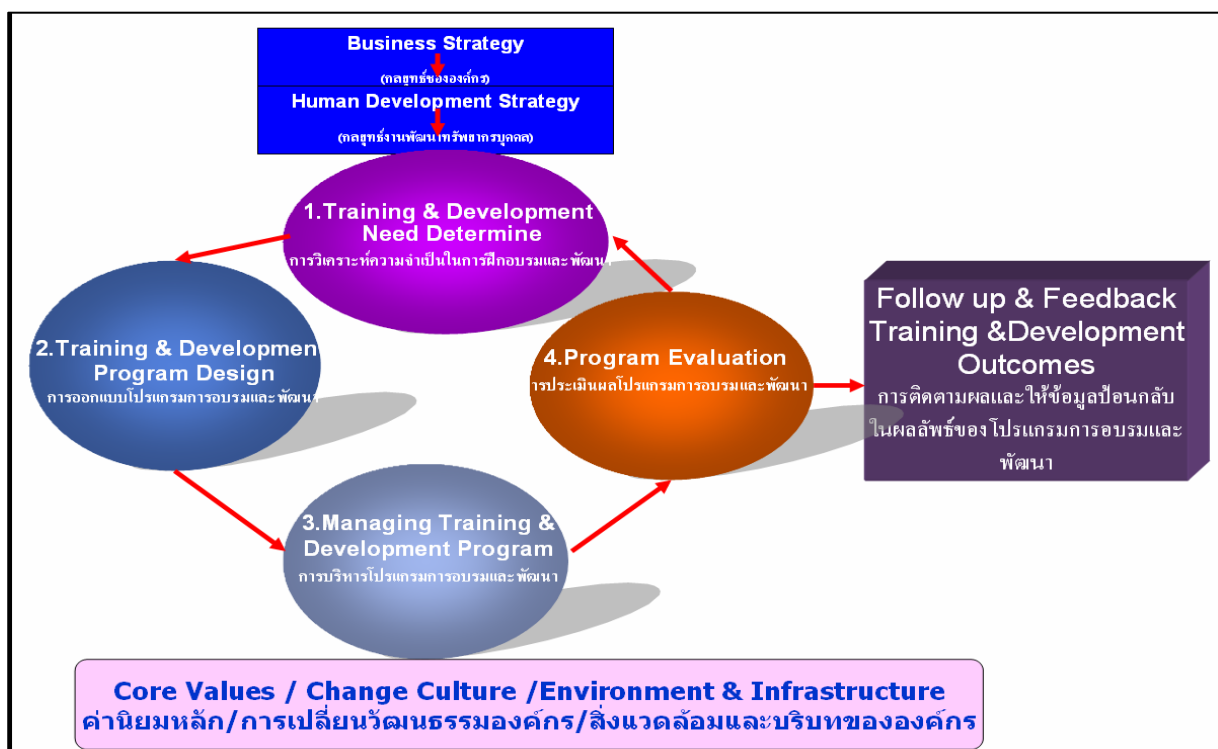 Business Strategy
(กลยุทธ์ขององค์กร)
Human Development Strategy
(กลยุทธ์งานพัฒนาทรัพยากรบุคคล)
1.Training & Development
Need Determine
การวิเคราะห์ความจำเป็นในการฝึกอบรมและพัฒนา
2.Training & Developmen
Program Design
การออกแบบโปรแกรมการอบรมและพัฒนา
3.Managing Training &
Development Program
การบริหารโปรแกรมการอบรมและพัฒนา
4.Program Evaluation
ารประเมินผลโปรแกรมการอบรมและพัฒนา
Follow up & Feedback
Training &Development
Outcomes
การติดตามผลและให้ข้อมูลป้อนกลับ
ในผลลัพธ์ของโปรแกรมการอบรมและ
พัฒนา
Core Values / Change Culture /Environment & Infrastructure
ค่านิยมหลัก/การเปลี่ยนวัฒนธรรมองค์กร/สิ่งแวดล้อมและบริบทขององค์กร